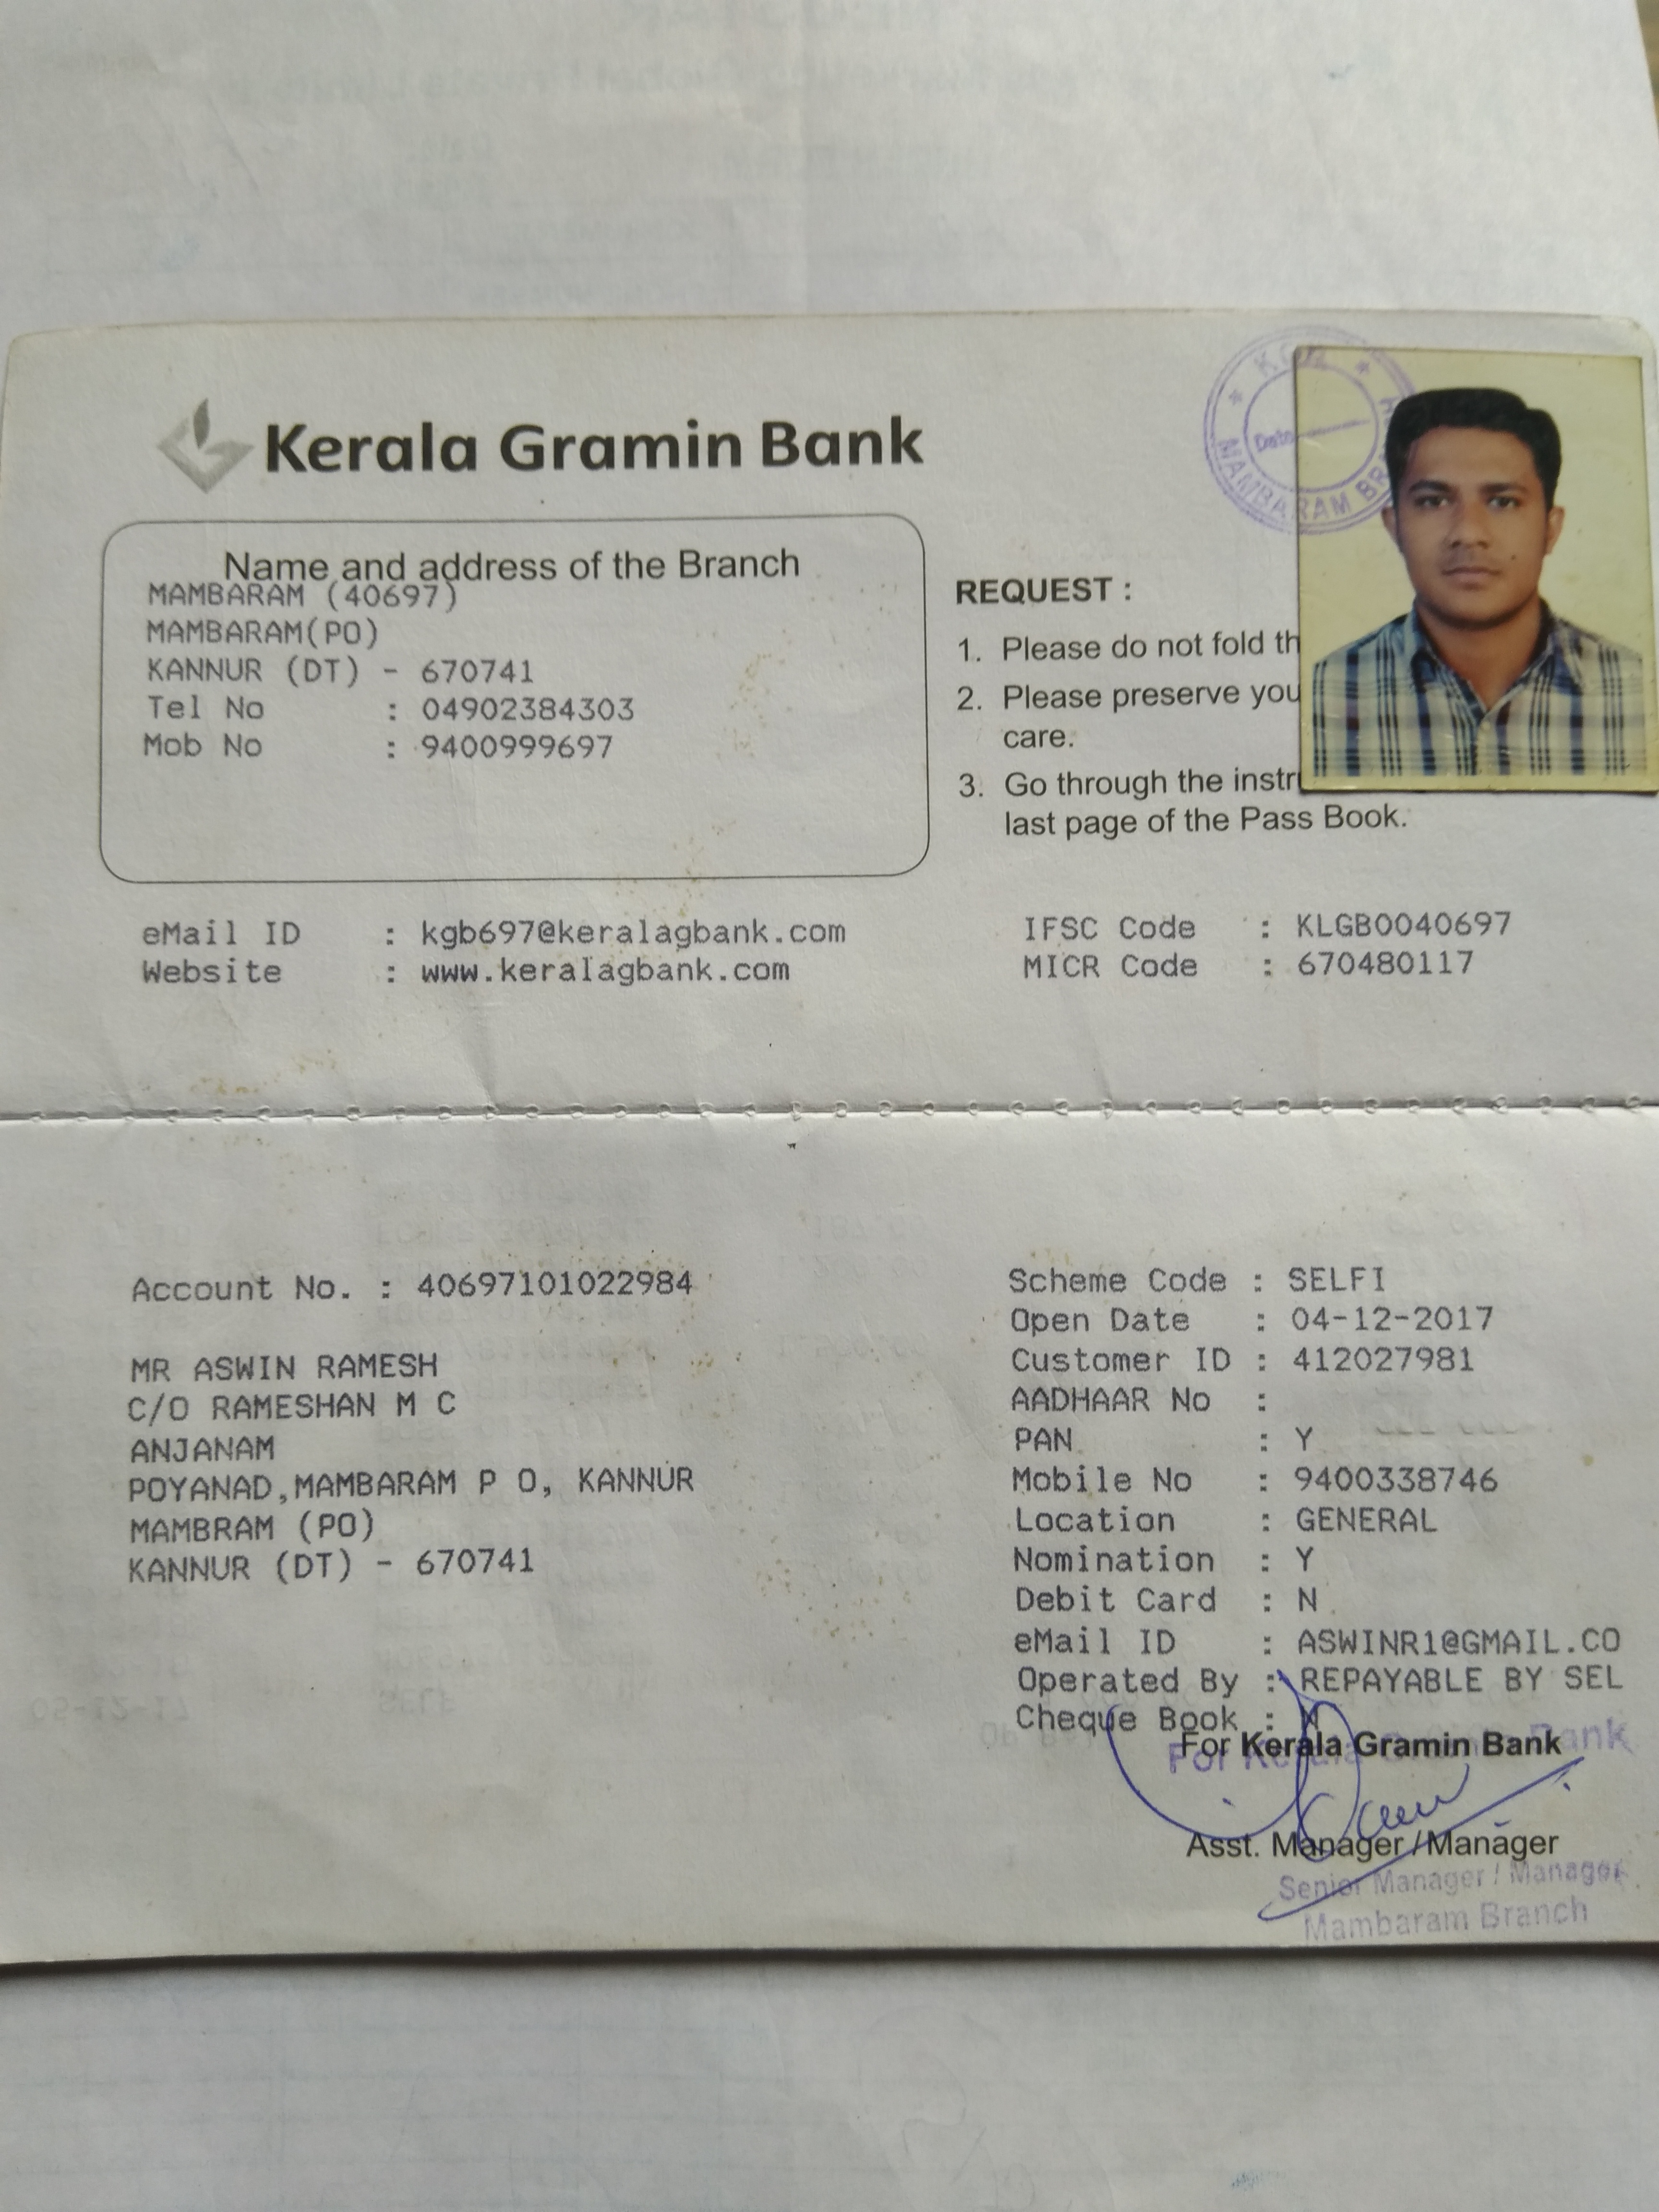 Kerala Gramin Bank
Name and address of the Branch
MAMBARAM (40697)
MAMBARAM(PO)
KANNUR (DT) - 670741
Tel No : 04902384303
Mob No : 9400999697
MAMBARAM
Date
REQUEST :
1. Please do not fold th
2. Please preserve you
care.
3. Go through the instr
last page of the Pass Book.
eMail ID : kgb697@keralagbank.com
Website : www.keralagbank.com
IFSC Code : KLGB0040697
MICR Code : 670480117
Account No. : 40697101022984
MR ASWIN RAMESH
C/O RAMESHAN M C
ANJANAM
POYANAD,MAMBARAM P O, KANNUR
MAMBRAM (PO)
KANNUR (DT) - 670741
Scheme Code : SELFI
Open Date : 04-12-2017
Customer ID : 412027981
AADHAAR No :
PAN : Y
Mobile No : 9400338746
Location : GENERAL
Nomination : Y
Debit Card : N
eMail ID : ASWINR1@GMAIL.CO
Operated By : REPAYABLE BY SEL
Cheque Book : N
For Kerala Gramin Bank
For Kerala Gramin Bank
Asst. Manager/Manager
Senior Manager / Manager
Mambaram Branch